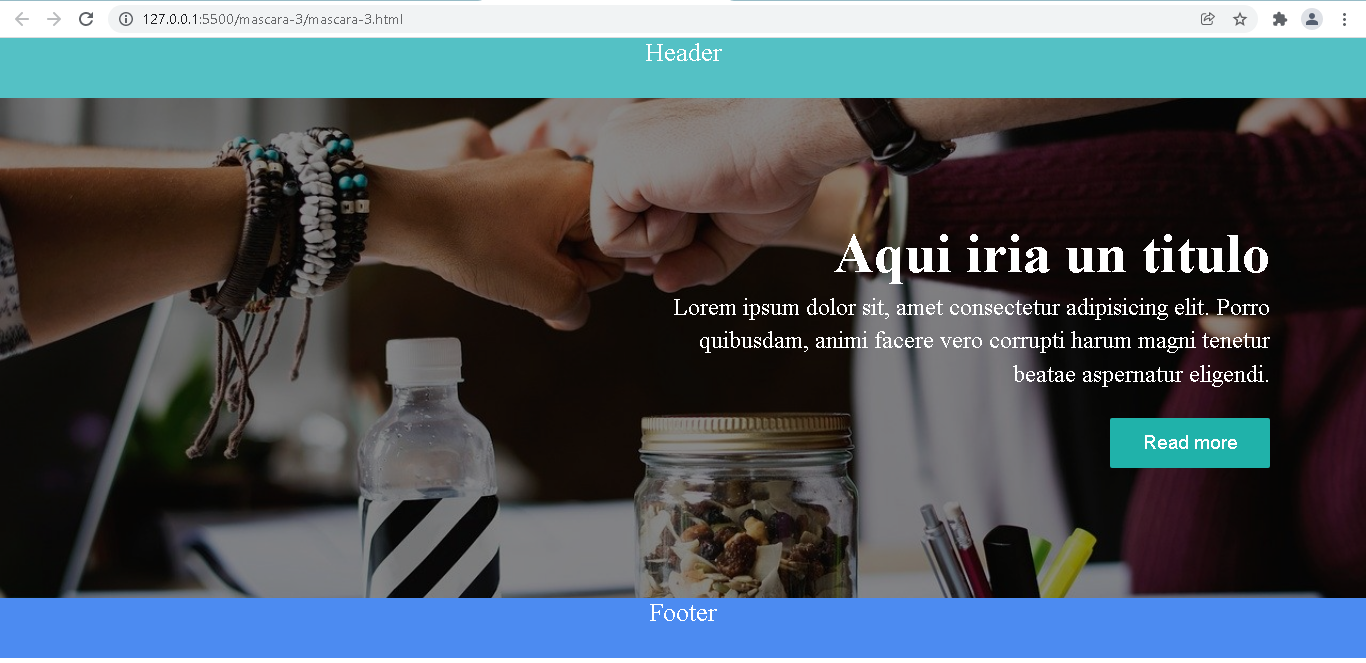 127.0.0.1:5500/mascara-3/mascara-3.html
Header
Aqui iria un titulo
Lorem ipsum dolor sit, amet consectetur adipisicing elit. Porro
quibusdam, animi facere vero corrupti harum magni tenetur
beatae aspernatur eligendi.
Read more
Footer